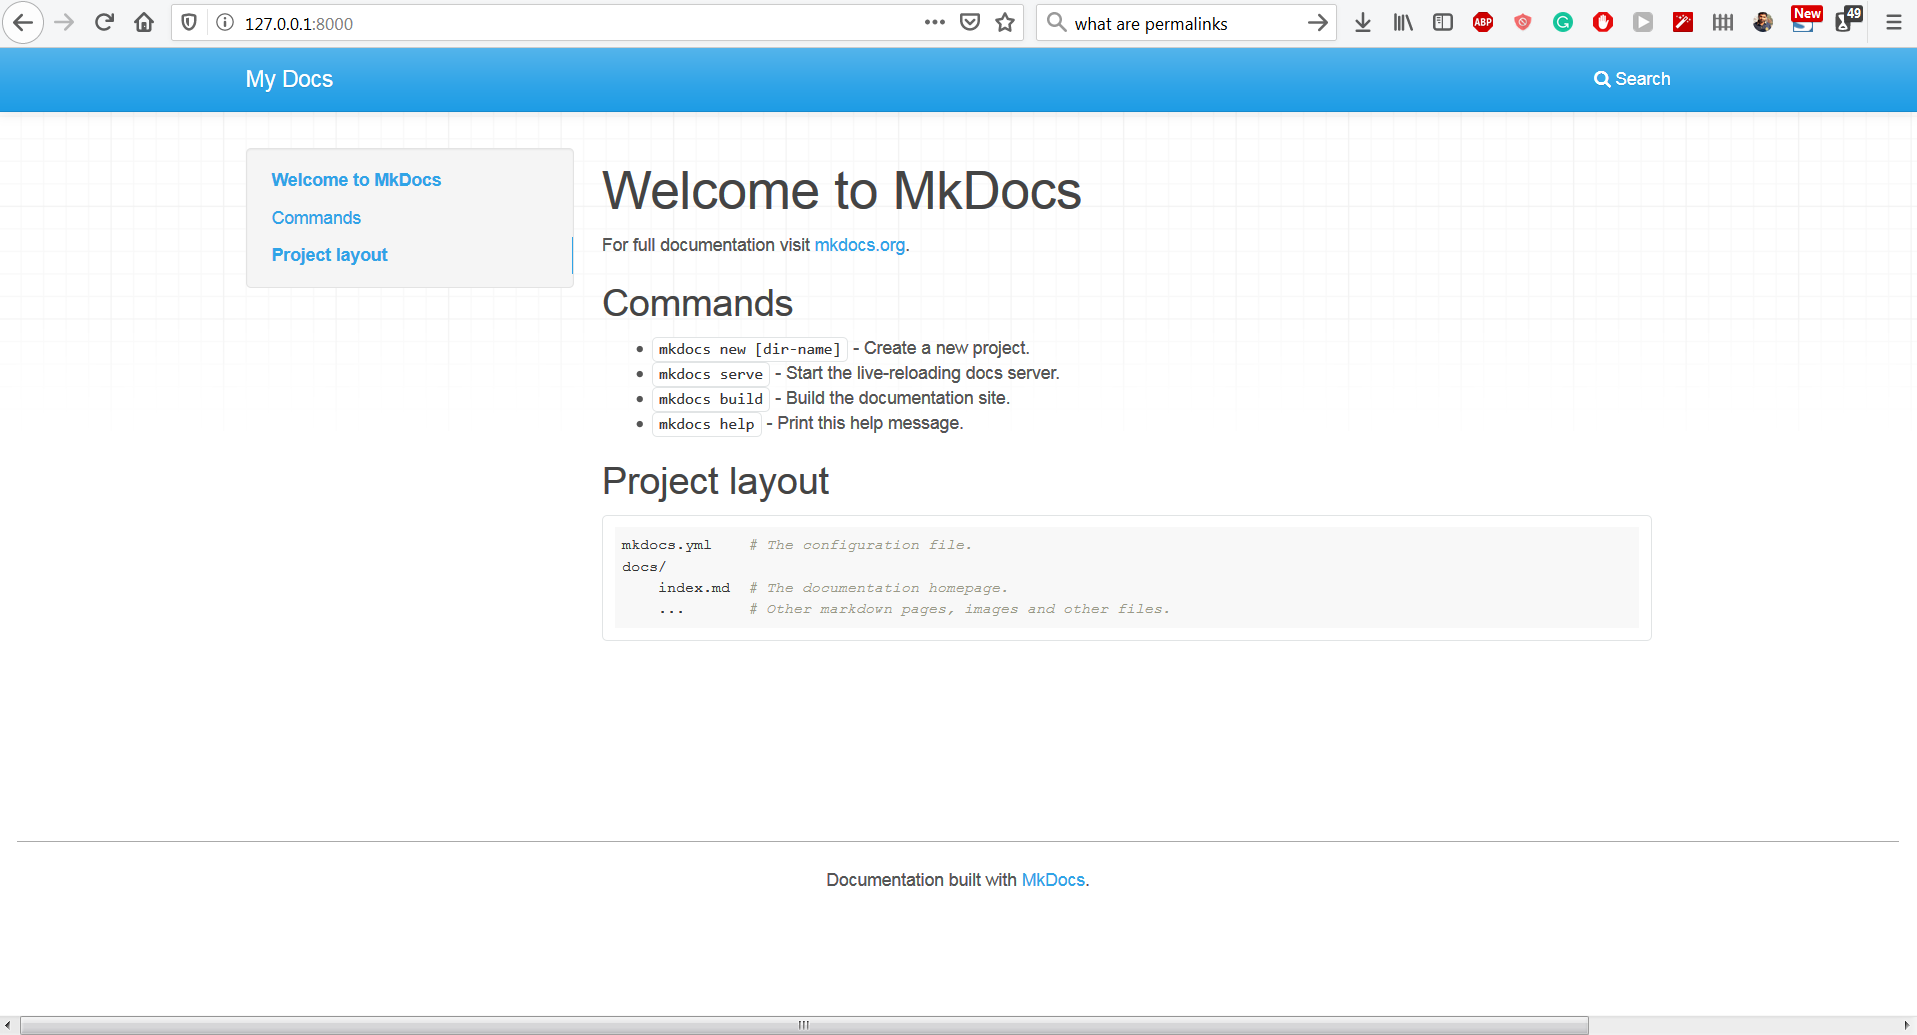 127.0.0.1:8000
what are permalinks
ABP
New
49
My Docs
Search
Welcome to MkDocs
Commands
Project layout
Welcome to MkDocs
For full documentation visit mkdocs.org.
Commands
mkdocs new [dir-name] - Create a new project.
mkdocs serve - Start the live-reloading docs server.
mkdocs build - Build the documentation site.
mkdocs help - Print this help message.
Project layout
mkdocs.yml # The configuration file.
docs/
index.md # The documentation homepage.
... # Other markdown pages, images and other files.
Documentation built with MkDocs.